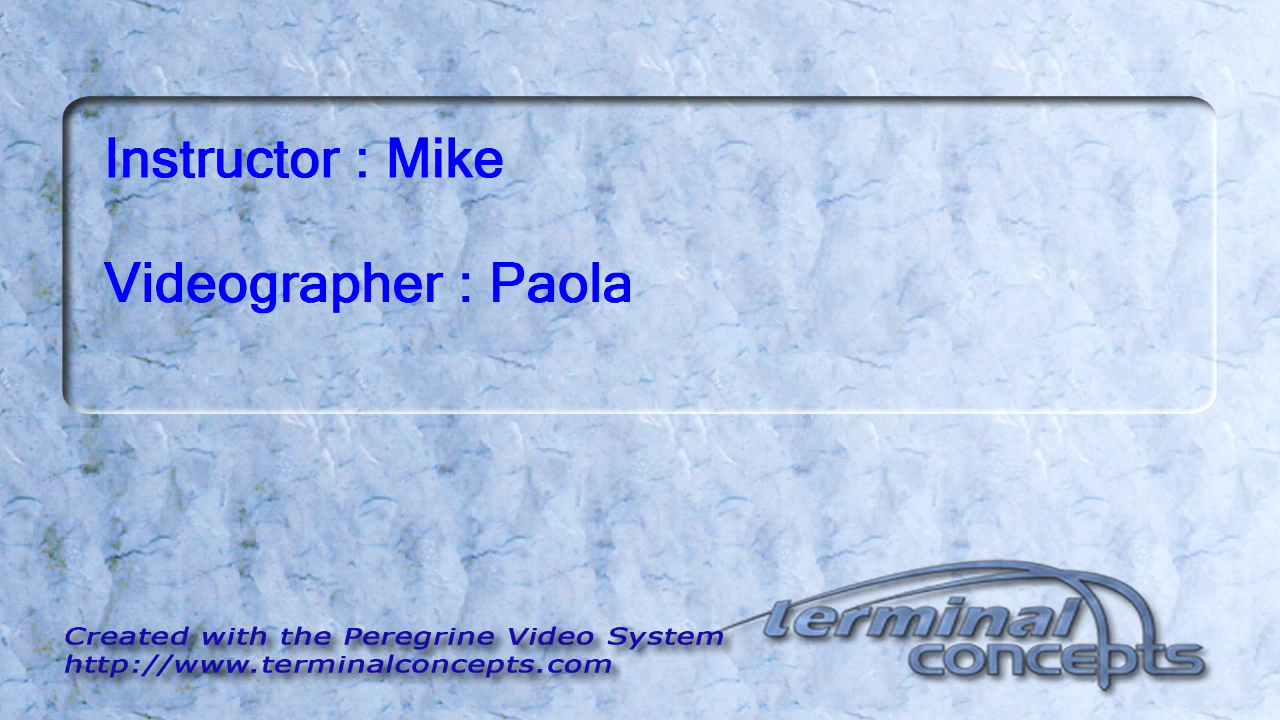 Instructor : Mike
Videographer : Paola
Created with the Peregrine Video System
http://www.terminalconcepts.com
terminal
concepts